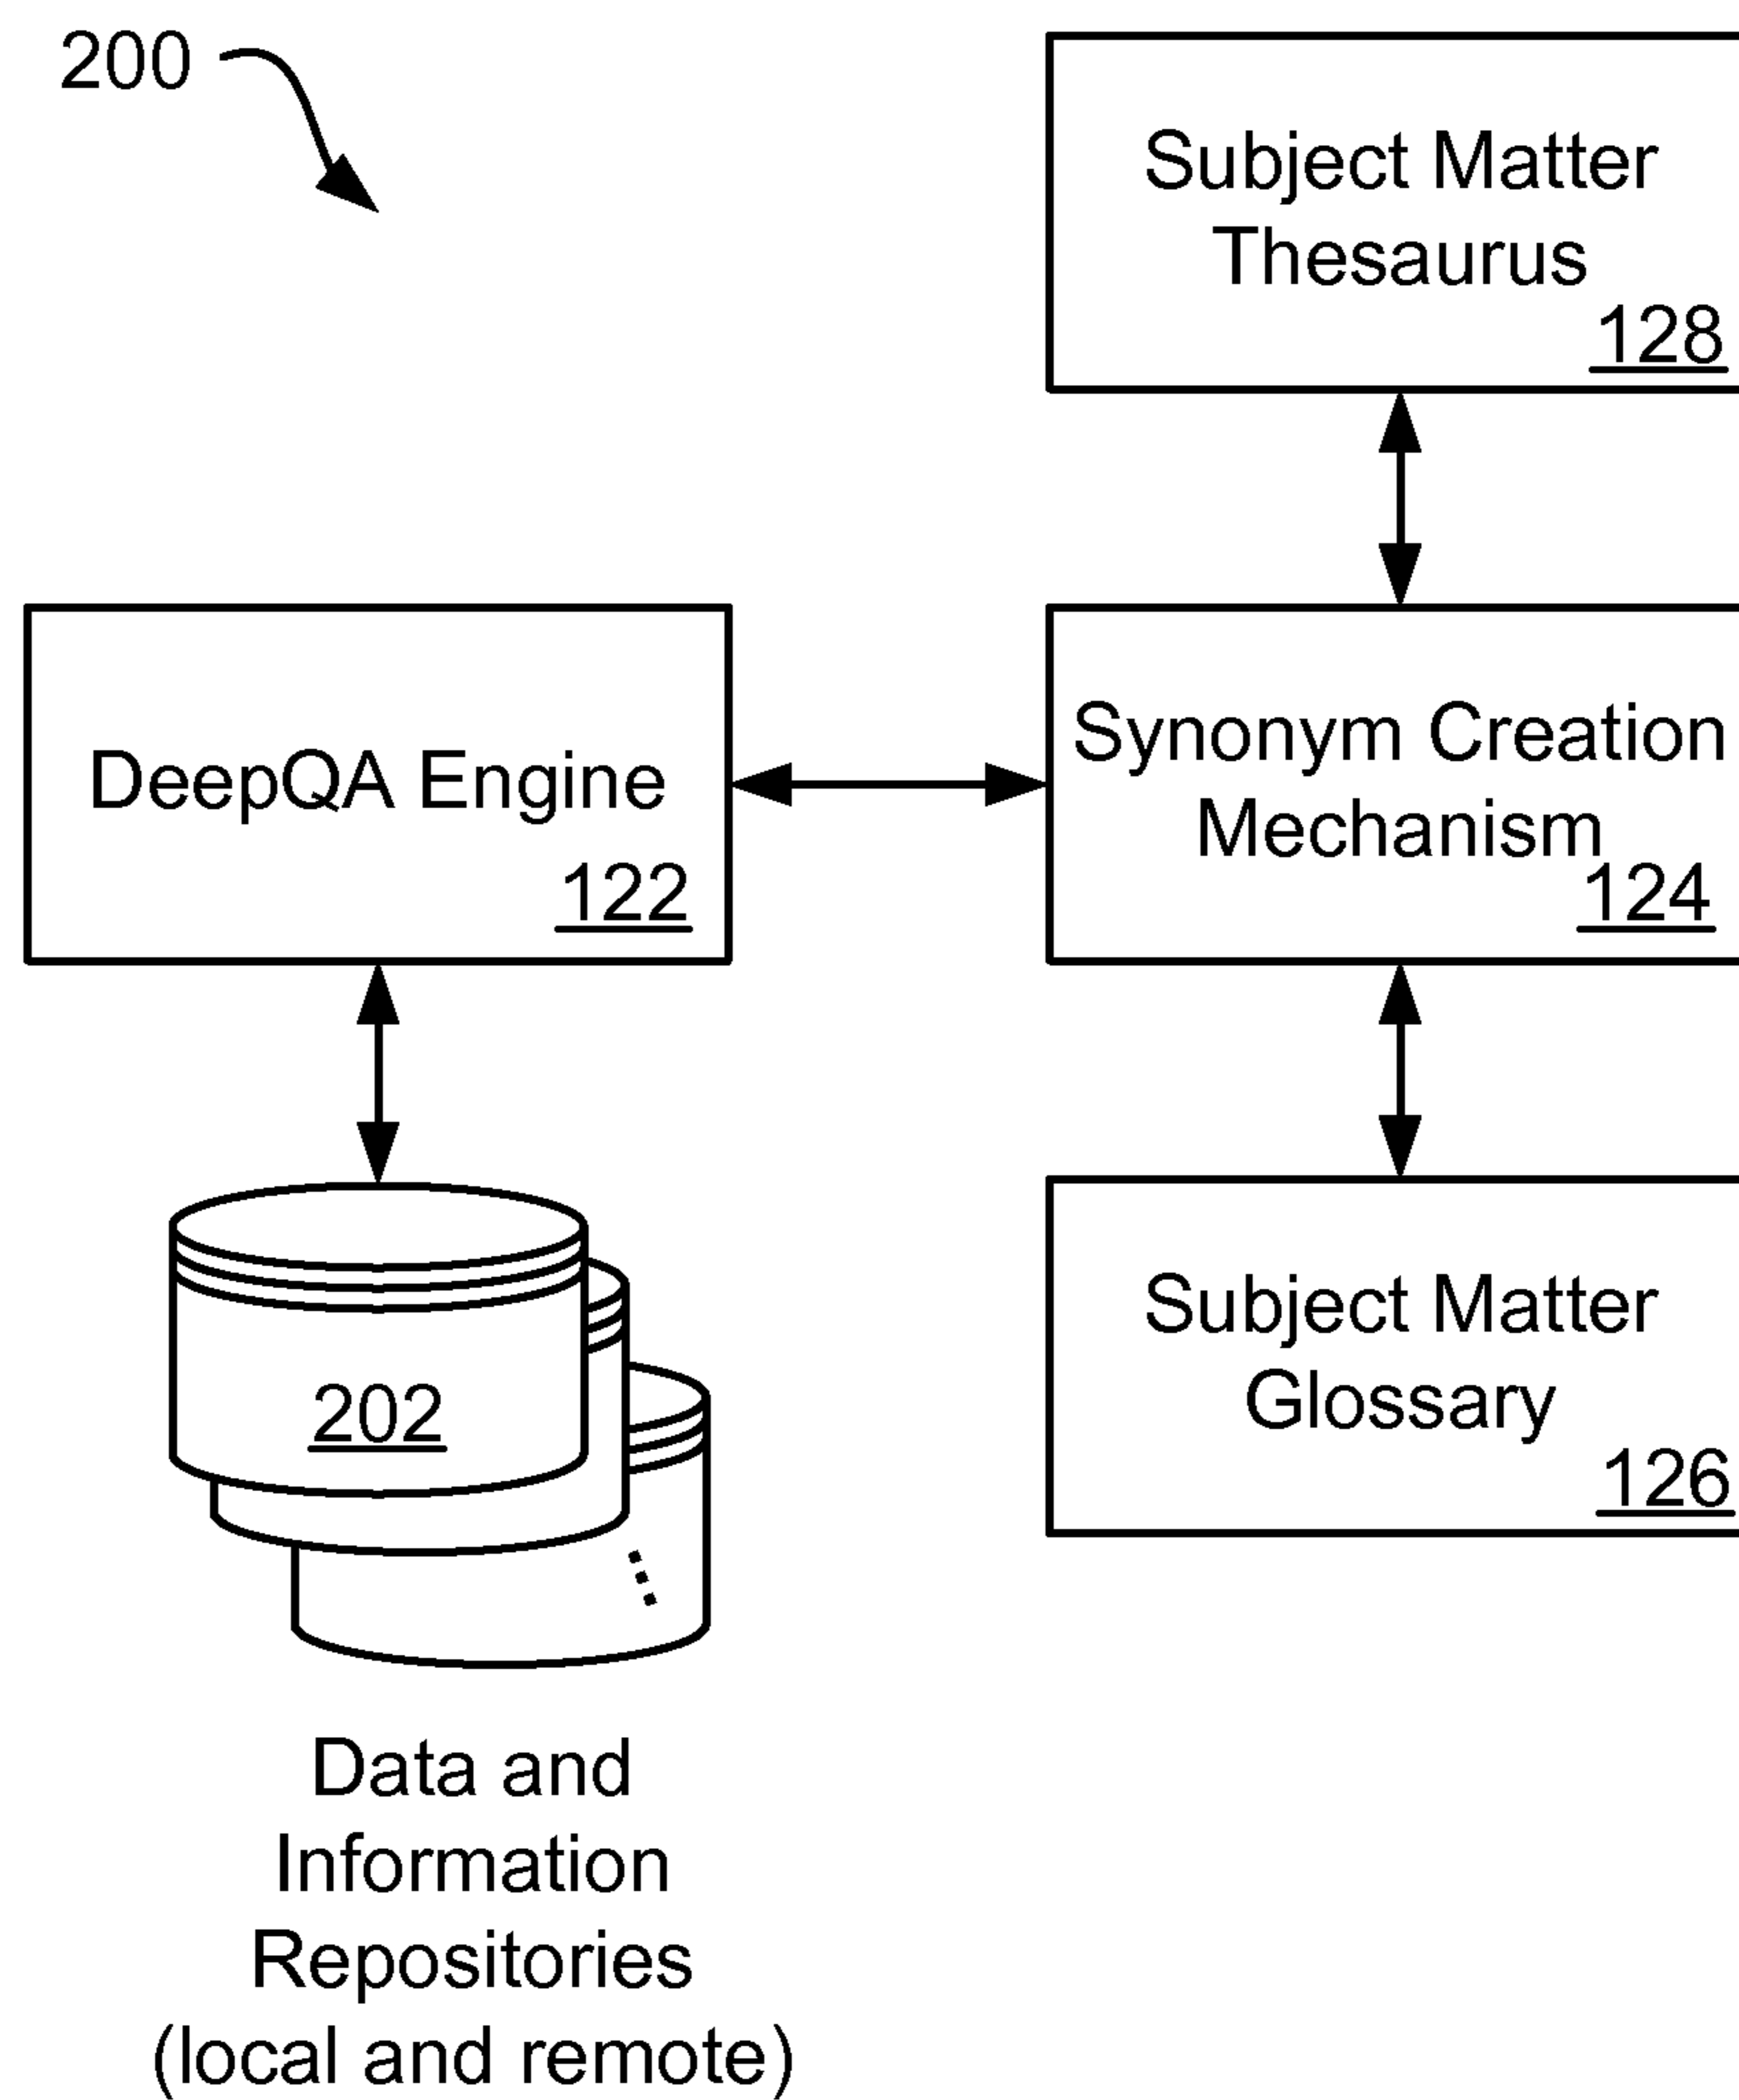 200
Subject Matter
Thesaurus
128
DeepQA Engine
122
Synonym Creation
Mechanism
124
202
Subject Matter
Glossary
126
Data and
Information
Repositories
(local and remote)